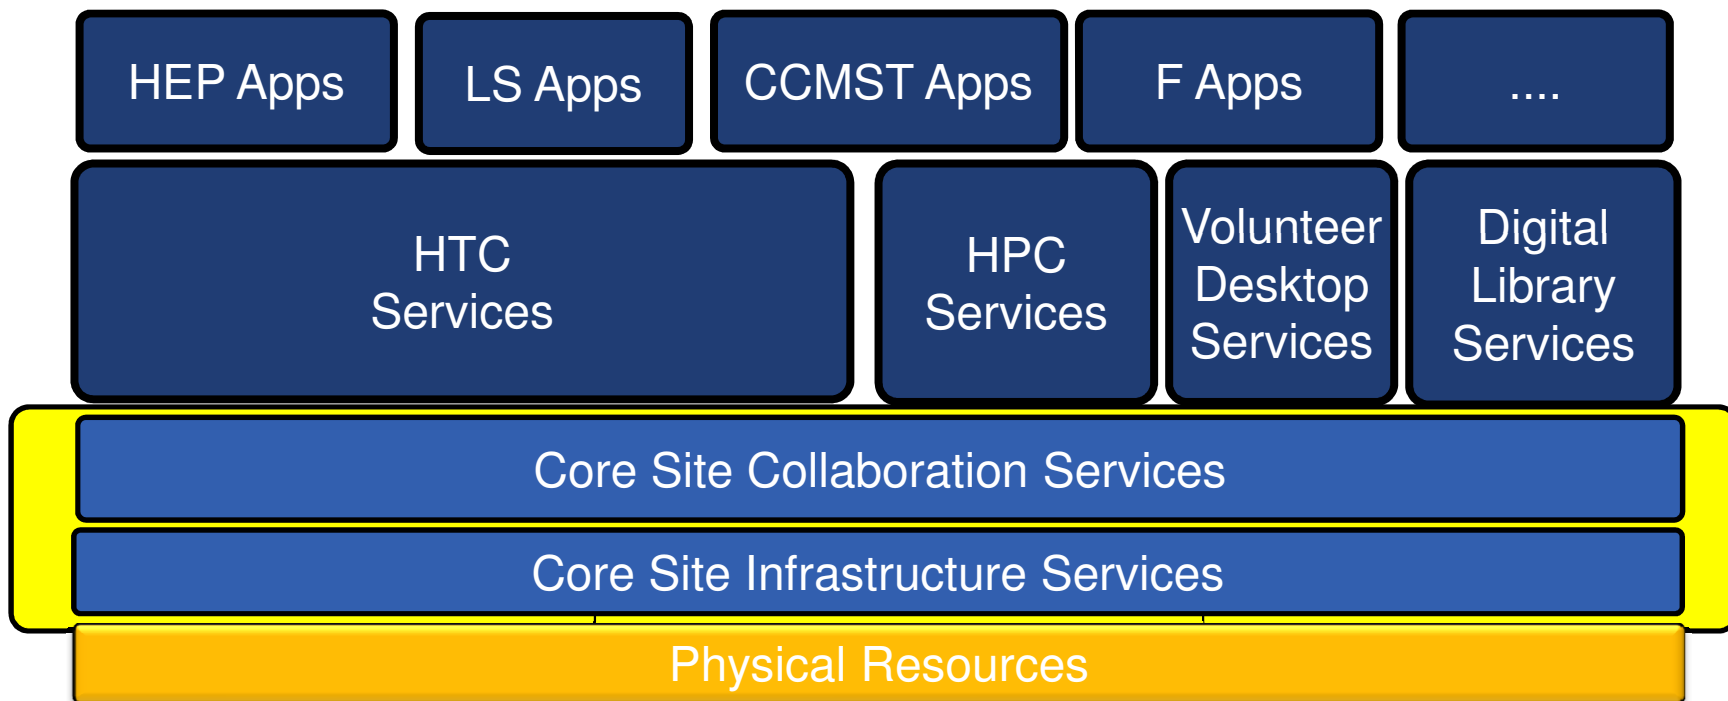 HEP Apps
LS Apps
CCMST Apps
F Apps
....
HTC
Services
HPC
Services
Volunteer
Desktop
Services
Digital
Library
Services
Core Site Collaboration Services
Core Site Infrastructure Services
Physical Resources